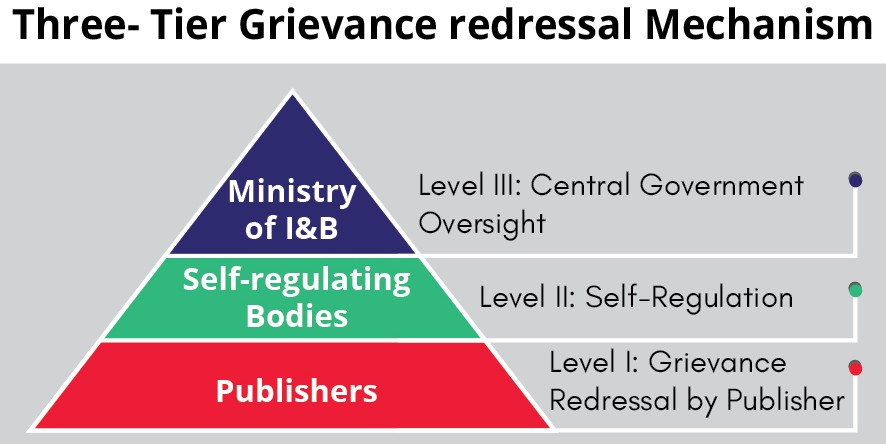 Three- Tier Grievance redressal Mechanism
Ministry
of I&B
Level III: Central Government
Oversight
Self-regulating
Bodies
Level II: Self-Regulation
Publishers
Level I: Grievance
Redressal by Publisher